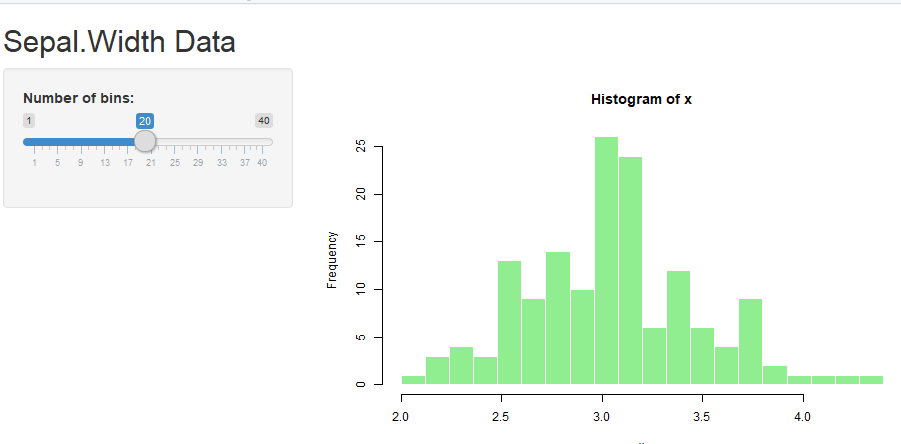 Sepal.Width Data
Number of bins:
1 20 40
1 5 9 13 17 21 25 29 33 37 40
Histogram of x
Frequency
25
20
15
10
5
0
2.0 2.5 3.0 3.5 4.0